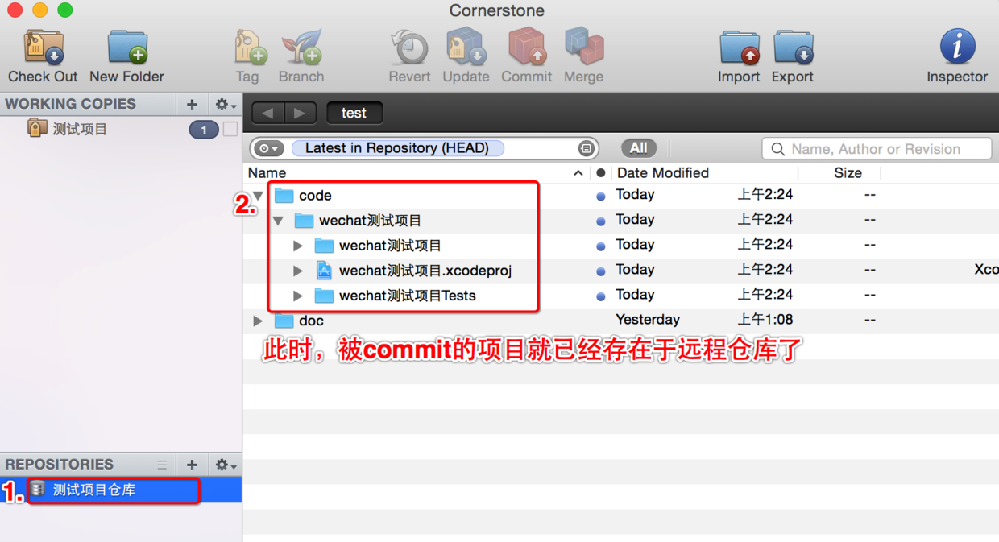 Cornerstone
Check Out New Folder Tag Branch Revert Update Commit Merge Import Export Inspector
WORKING COPIES
测试项目 1
test
Latest in Repository (HEAD) All Name, Author or Revision
Name Date Modified Size
2. code Today 上午2:24 --
wechat测试项目 Today 上午2:24 --
wechat测试项目 Today 上午2:24 --
wechat测试项目.xcodeproj Today 上午2:24 -- Xco
wechat测试项目Tests Today 上午2:24 --
doc Yesterday 上午1:08 --
此时，被commit的项目就已经存在于远程仓库了
REPOSITORIES
1. 测试项目仓库